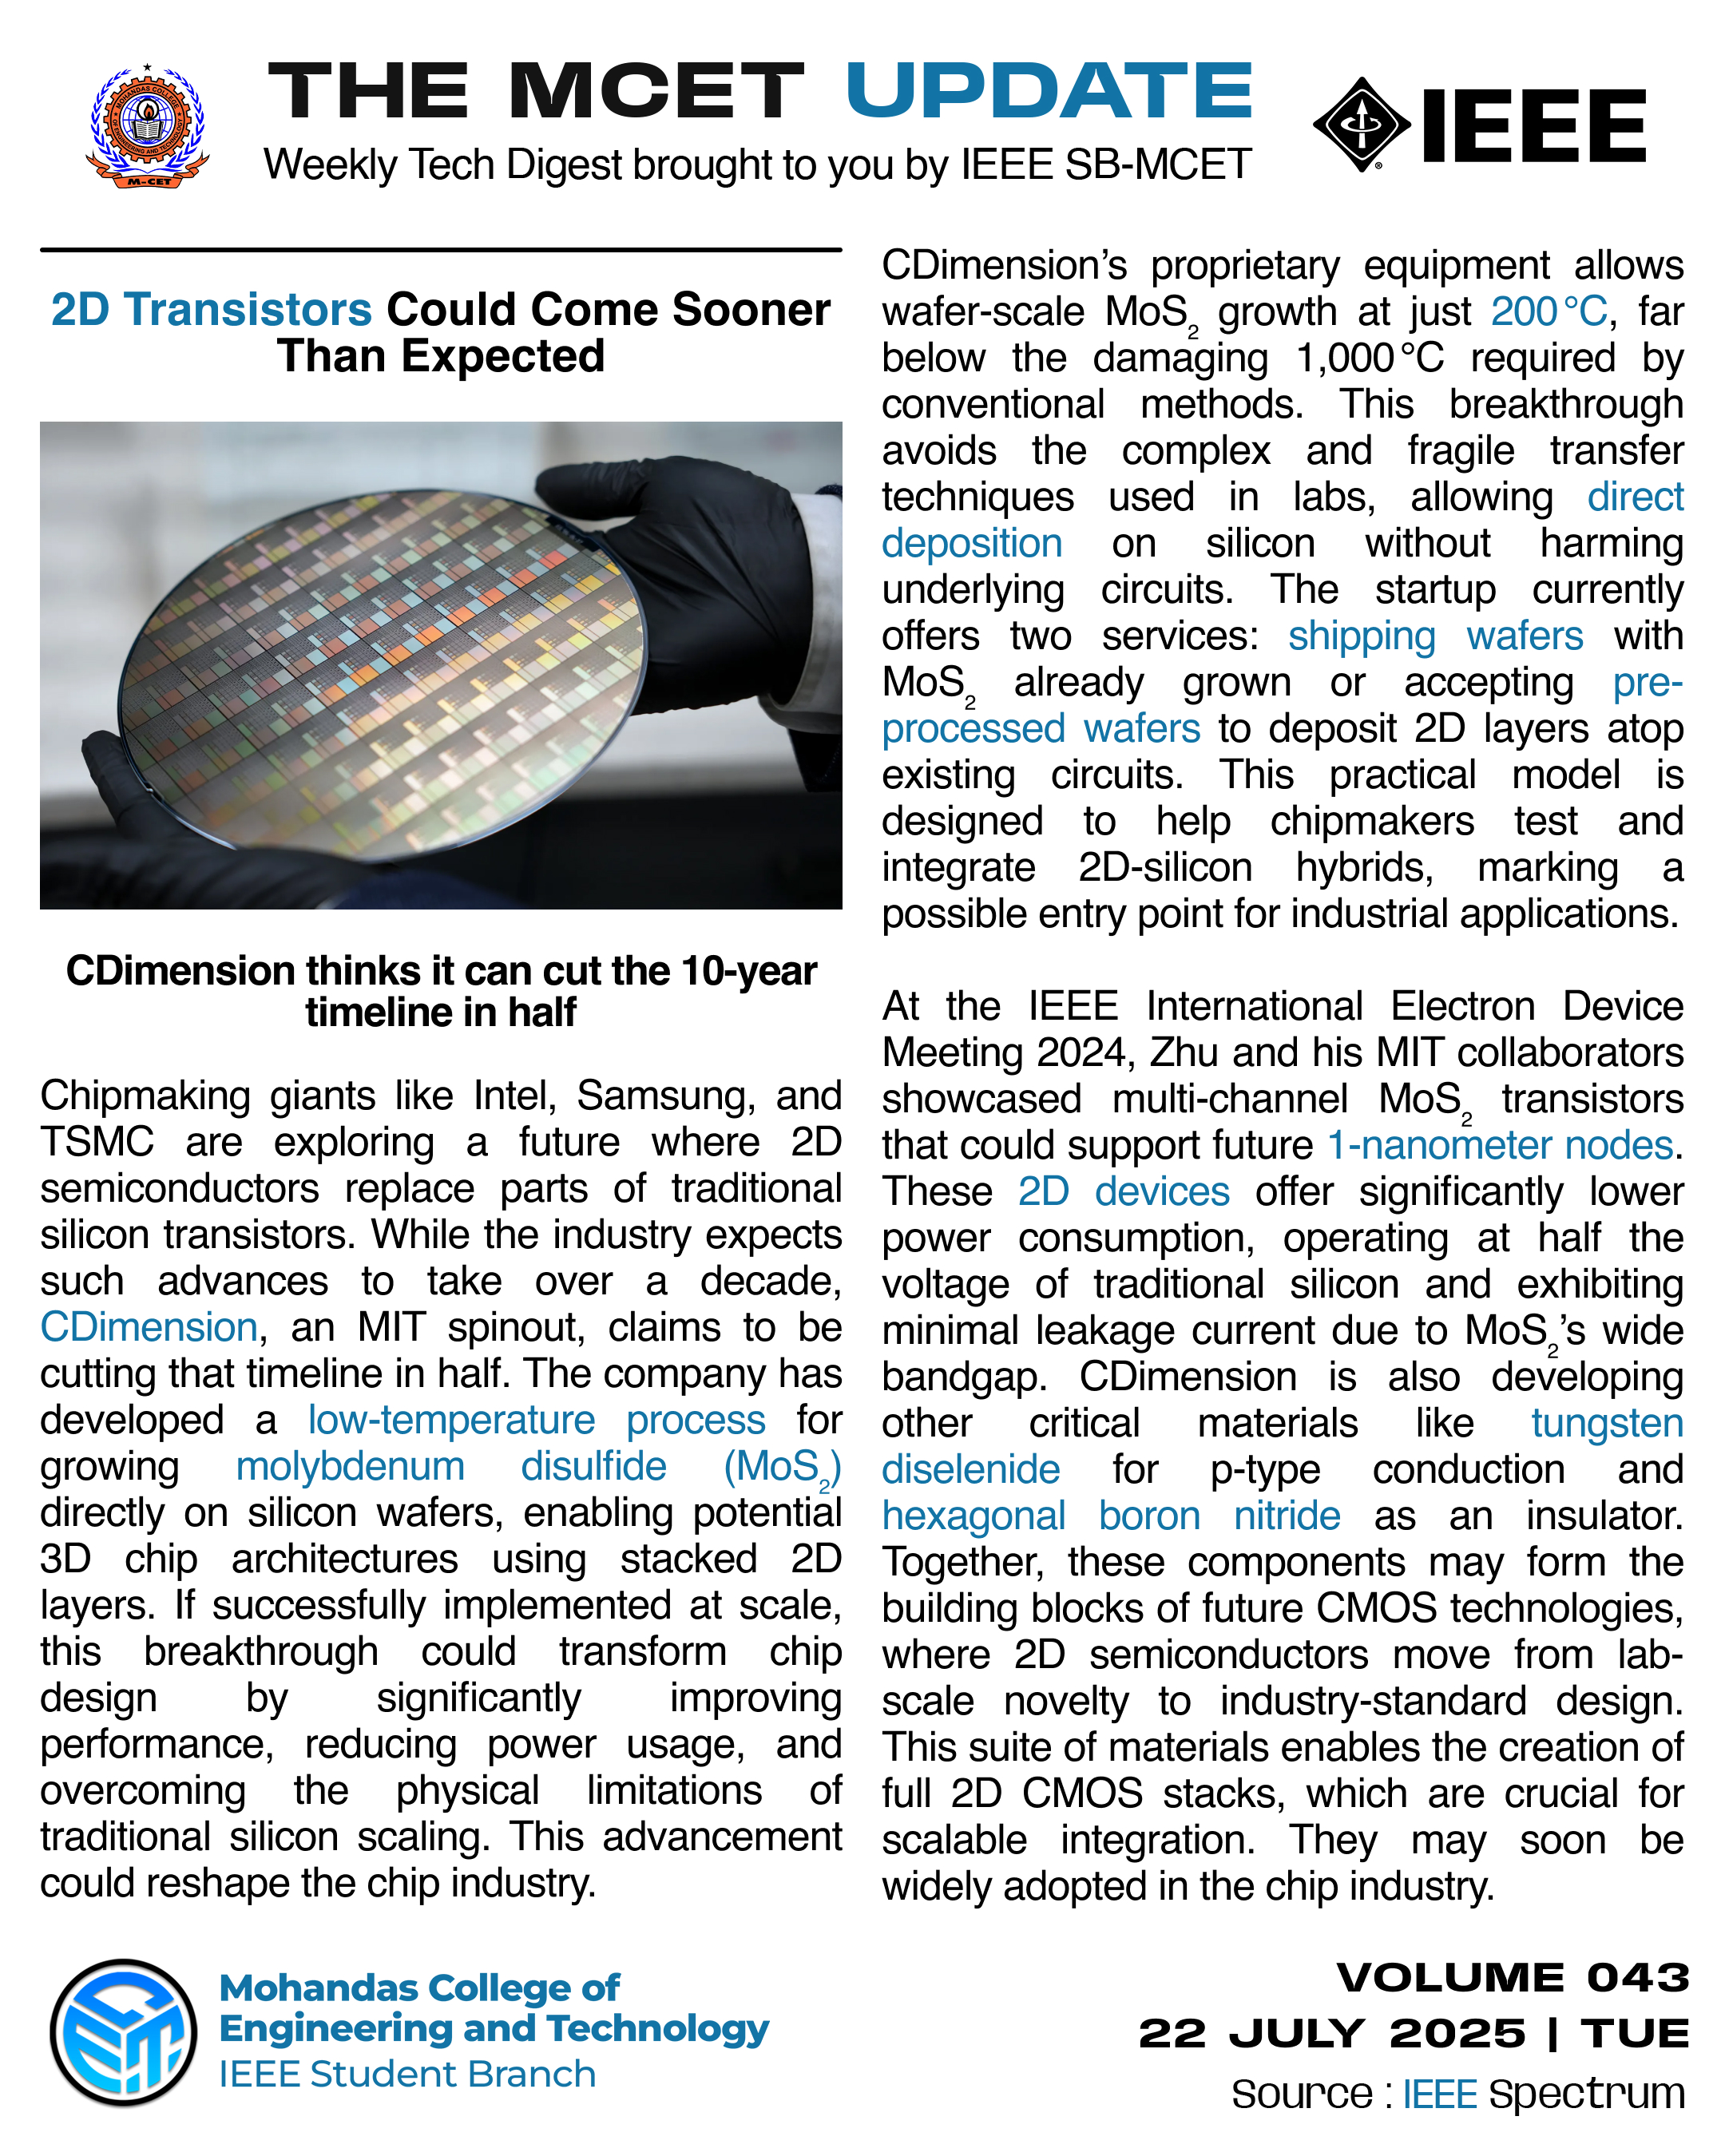 THE MCET UPDATE
Weekly Tech Digest brought to you by IEEE SB-MCET
MOHANDAS COLLEGE
OF ENGINEERING AND TECHNOLOGY
M-CET
IEEE
®
2D Transistors Could Come Sooner
Than Expected
CDimension thinks it can cut the 10-year
timeline in half
Chipmaking giants like Intel, Samsung, and
TSMC are exploring a future where 2D
semiconductors replace parts of traditional
silicon transistors. While the industry expects
such advances to take over a decade,
CDimension, an MIT spinout, claims to be
cutting that timeline in half. The company has
developed a low-temperature process for
growing molybdenum disulfide (MoS₂)
directly on silicon wafers, enabling potential
3D chip architectures using stacked 2D
layers. If successfully implemented at scale,
this breakthrough could transform chip
design by significantly improving
performance, reducing power usage, and
overcoming the physical limitations of
traditional silicon scaling. This advancement
could reshape the chip industry.
CDimension’s proprietary equipment allows
wafer-scale MoS₂ growth at just 200 °C, far
below the damaging 1,000 °C required by
conventional methods. This breakthrough
avoids the complex and fragile transfer
techniques used in labs, allowing direct
deposition on silicon without harming
underlying circuits. The startup currently
offers two services: shipping wafers with
MoS₂ already grown or accepting pre-
processed wafers to deposit 2D layers atop
existing circuits. This practical model is
designed to help chipmakers test and
integrate 2D-silicon hybrids, marking a
possible entry point for industrial applications.
At the IEEE International Electron Device
Meeting 2024, Zhu and his MIT collaborators
showcased multi-channel MoS₂ transistors
that could support future 1-nanometer nodes.
These 2D devices offer significantly lower
power consumption, operating at half the
voltage of traditional silicon and exhibiting
minimal leakage current due to MoS₂’s wide
bandgap. CDimension is also developing
other critical materials like tungsten
diselenide for p-type conduction and
hexagonal boron nitride as an insulator.
Together, these components may form the
building blocks of future CMOS technologies,
where 2D semiconductors move from lab-
scale novelty to industry-standard design.
This suite of materials enables the creation of
full 2D CMOS stacks, which are crucial for
scalable integration. They may soon be
widely adopted in the chip industry.
Mohandas College of
Engineering and Technology
IEEE Student Branch
VOLUME 043
22 JULY 2025 | TUE
Source : IEEE Spectrum